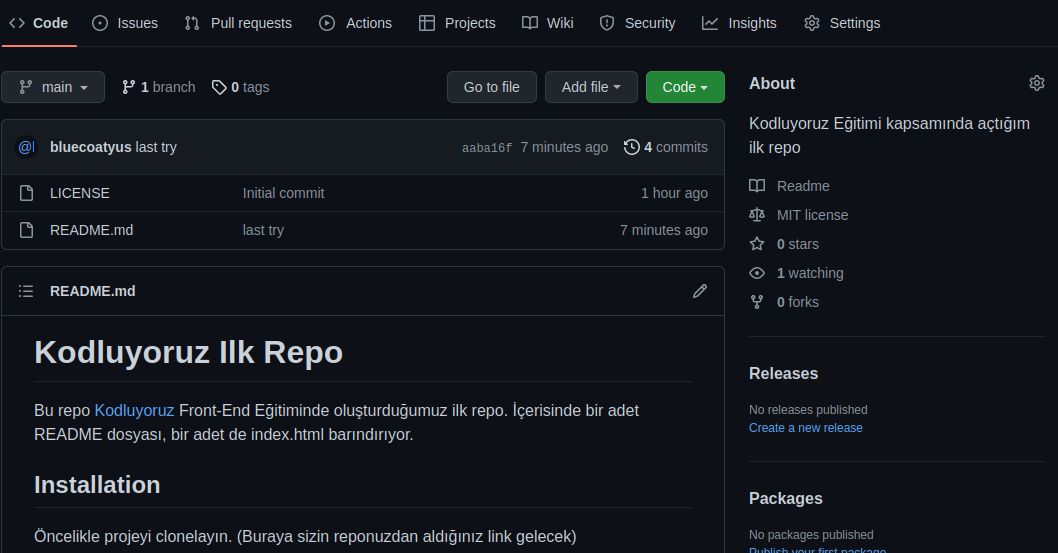 Code Issues Pull requests Actions Projects Wiki Security Insights Settings
main 1 branch 0 tags Go to file Add file Code
bluecoatyus last try aaba16f 7 minutes ago 4 commits
LICENSE Initial commit 1 hour ago
README.md last try 7 minutes ago
README.md
Kodluyoruz Ilk Repo
Bu repo Kodluyoruz Front-End Eğitiminde oluşturduğumuz ilk repo. İçerisinde bir adet
README dosyası, bir adet de index.html barındırıyor.
Installation
Öncelikle projeyi clonelayın. (Buraya sizin reponuzdan aldığınız link gelecek)
About
Kodluyoruz Eğitimi kapsamında açtığım
ilk repo
Readme
MIT license
0 stars
1 watching
0 forks
Releases
No releases published
Create a new release
Packages
No packages published
Publish your first package